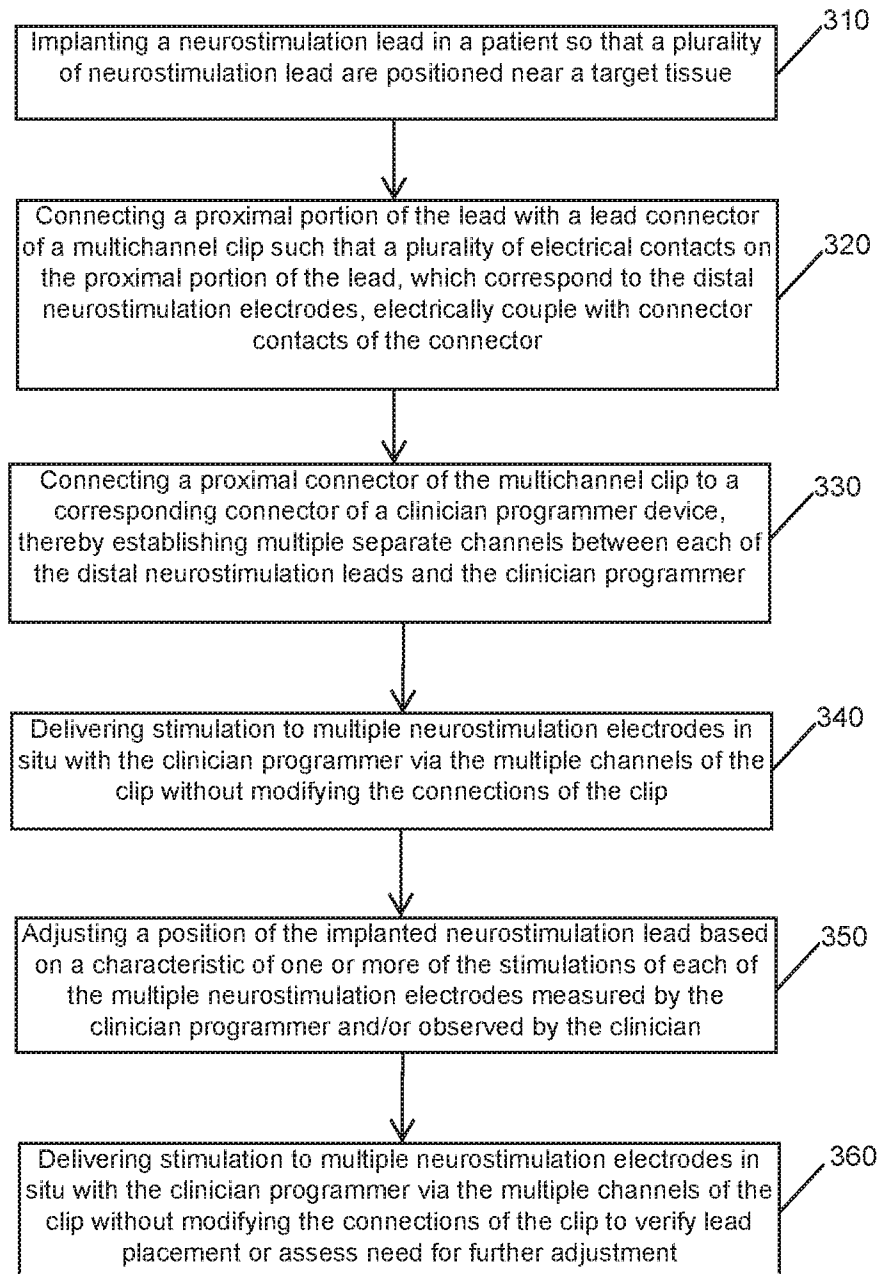 310
Implanting a neurostimulation lead in a patient so that a plurality
of neurostimulation lead are positioned near a target tissue
Connecting a proximal portion of the lead with a lead connector
of a multichannel clip such that a plurality of electrical contacts on
the proximal portion of the lead, which correspond to the distal
neurostimulation electrodes, electrically couple with connector
contacts of the connector
320
Connecting a proximal connector of the multichannel clip to a
corresponding connector of a clinician programmer device,
thereby establishing multiple separate channels between each of
the distal neurostimulation leads and the clinician programmer
330
Delivering stimulation to multiple neurostimulation electrodes in
situ with the clinician programmer via the multiple channels of the
clip without modifying the connections of the clip
340
Adjusting a position of the implanted neurostimulation lead based
on a characteristic of one or more of the stimulations of each of
the multiple neurostimulation electrodes measured by the
clinician programmer and/or observed by the clinician
350
Delivering stimulation to multiple neurostimulation electrodes in
situ with the clinician programmer via the multiple channels of
the clip without modifying the connections of the clip to verify lead
placement or assess need for further adjustment
360